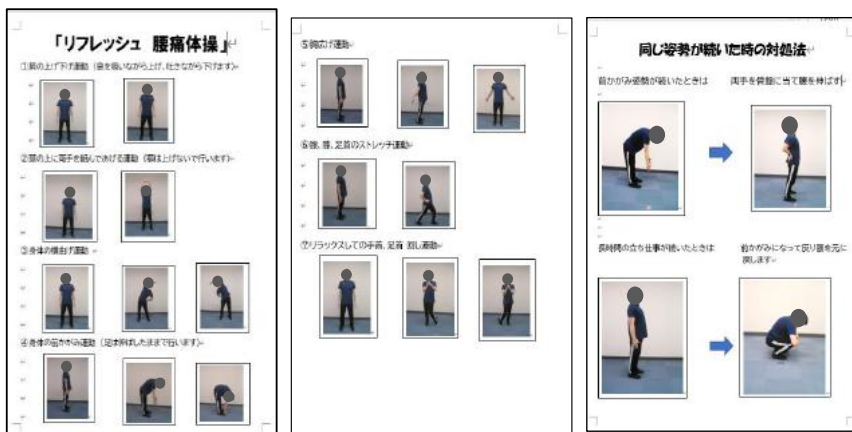 「リフレッシュ 腰痛体操」
①肩の上げ下げ運動（息を吸いながら上げ、吐きながら下げます）
②頭の上に両手を組んであげる運動（肩は上げないで行います）
③身体の横曲げ運動
④身体の前かがみ運動（足は伸ばしたままで行います）
⑤胸広げ運動
⑥腰、膝、足首のストレッチ運動
⑦リラックスしての手首、足首 回し運動
同じ姿勢が続いた時の対処法
前かがみ姿勢が続いたときは 両手を骨盤に当て腰を伸ばす
長時間の立ち仕事が続いたときは 前かがみになって反り腰を元に
戻します